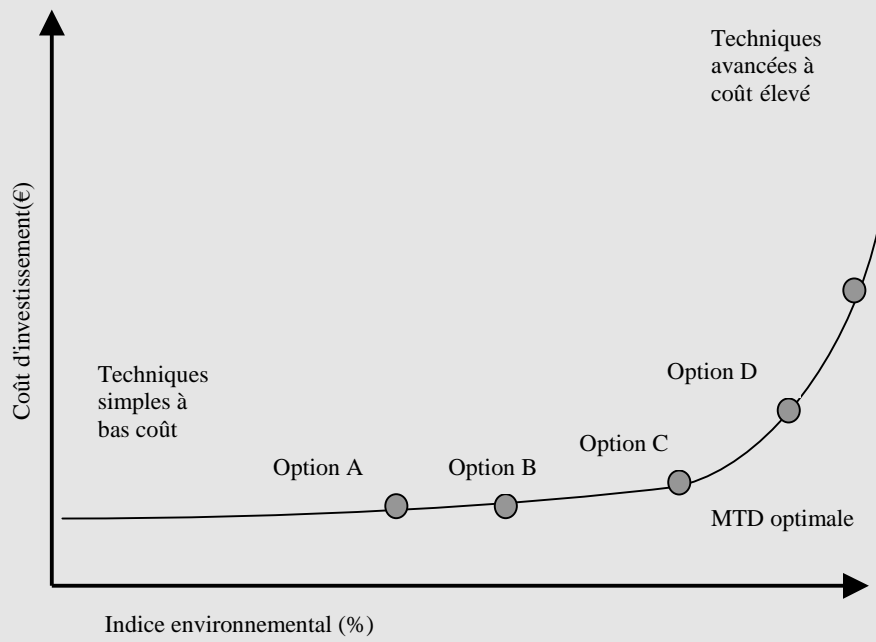 Techniques
avancées à
coût élevé
Coût d'investissement(€)
Techniques
simples à
bas coût
Option D
Option C
Option A
Option B
MTD optimale
Indice environnemental (%)